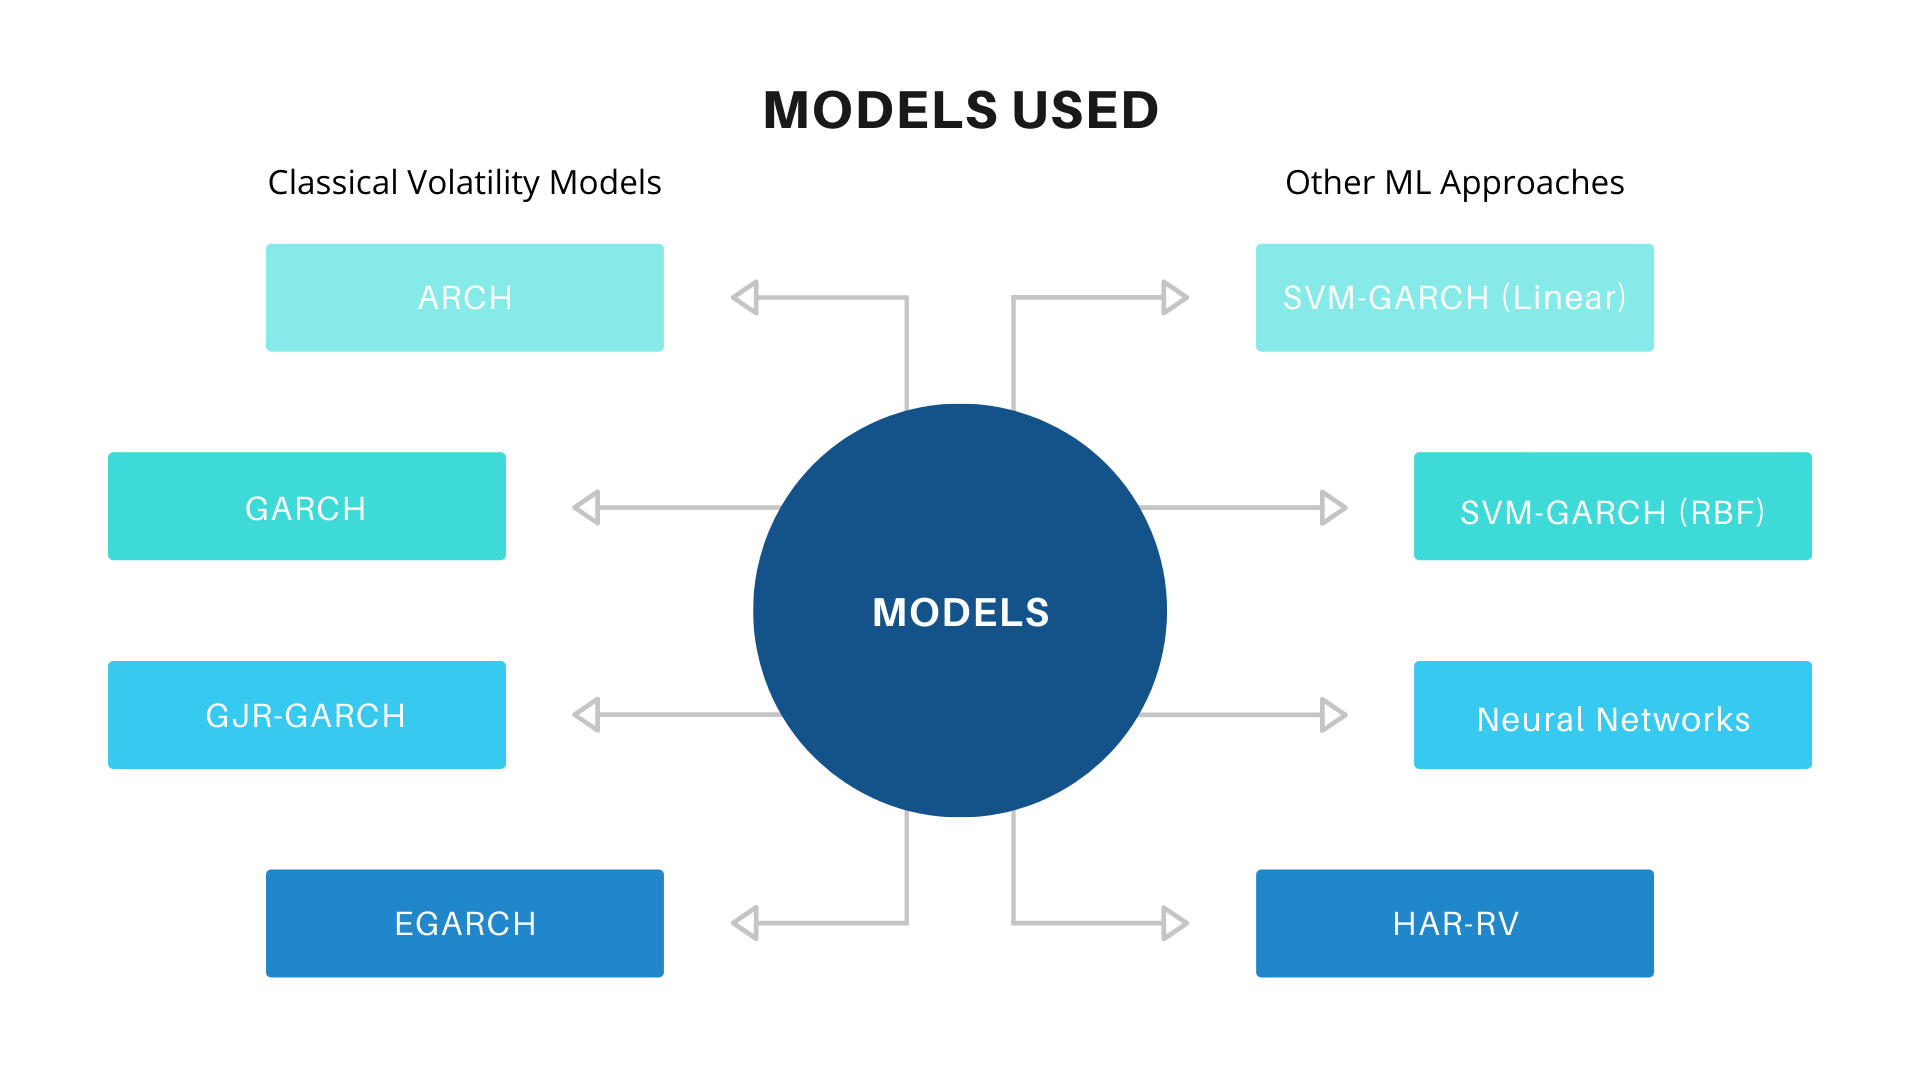 MODELS USED
Classical Volatility Models
Other ML Approaches
ARCH
SVM-GARCH (Linear)
GARCH
SVM-GARCH (RBF)
MODELS
GJR-GARCH
Neural Networks
EGARCH
HAR-RV